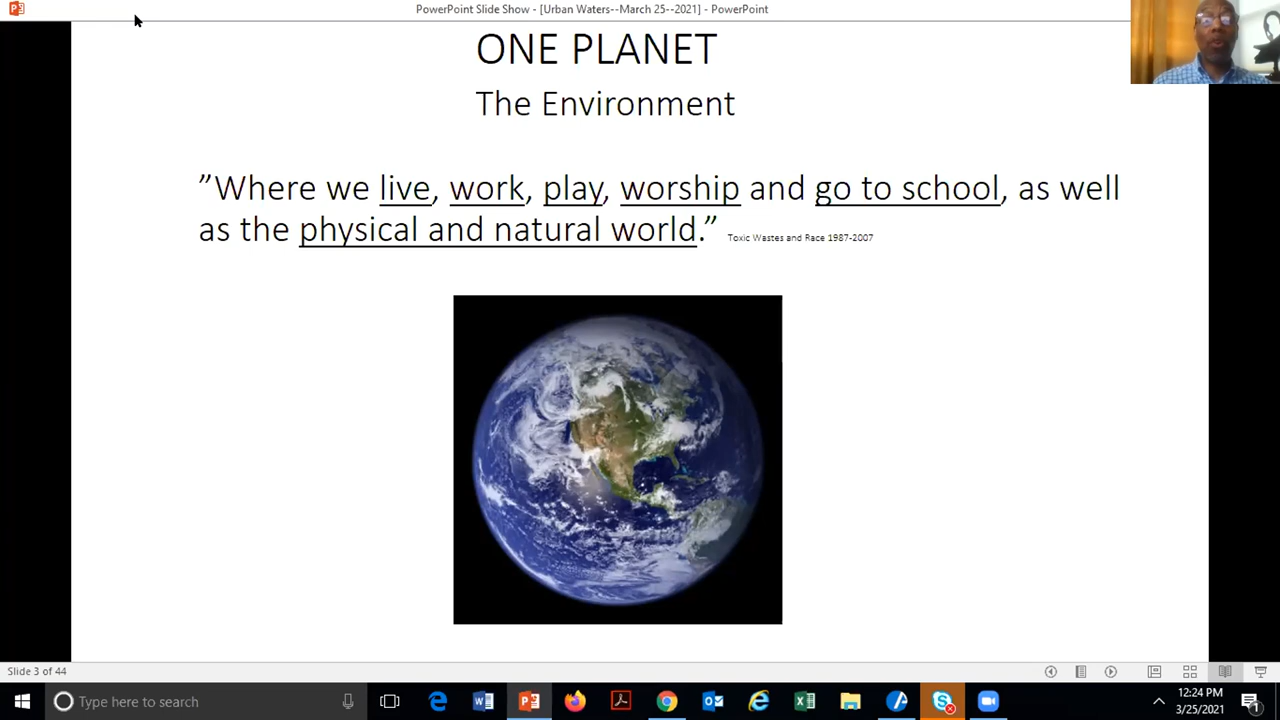 PowerPoint Slide Show - [Urban Waters--March 25--2021] - PowerPoint
ONE PLANET
The Environment
”Where we live, work, play, worship and go to school, as well
as the physical and natural world.” Toxic Wastes and Race 1987-2007
Slide 3 of 44
Type here to search
12:24 PM
3/25/2021
1